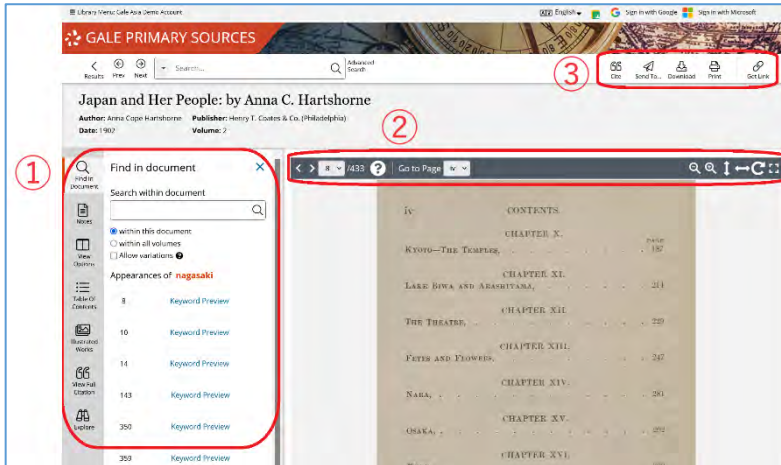 Library Menu: Gale Asia Demo Account
English
Sign in with Google
Sign in with Microsoft
GALE PRIMARY SOURCES
Results
Prev
Next
Search...
Advanced Search
③
Cite
Send To...
Download
Print
Get Link
Japan and Her People: by Anna C. Hartshorne
Author: Anna Cope Hartshorne Publisher: Henry T. Coates & Co. (Philadelphia)
Date: 1902 Volume: 2
②
①
Find in Document
Notes
View Options
Table Of Contents
Illustrated Works
View Full Citation
Explore
Find in document
Search within document
within this document
within all volumes
Allow variations
Appearances of nagasaki
8 Keyword Preview
10 Keyword Preview
14 Keyword Preview
143 Keyword Preview
350 Keyword Preview
359 Keyword Preview
8 /433 Go to Page iv
iv CONTENTS.
CHAPTER X.
PAGE
KYOTO—THE TEMPLES, . . . . . 187
CHAPTER XI.
LAKE BIWA AND ARASHIYAMA, . . . . . 214
CHAPTER XII.
THE THEATRE, . . . . . 229
CHAPTER XIII.
FETES AND FLOWERS, . . . . . 247
CHAPTER XIV.
NARA, . . . . . 281
CHAPTER XV.
OSAKA, . . . . . 292
CHAPTER XVI.